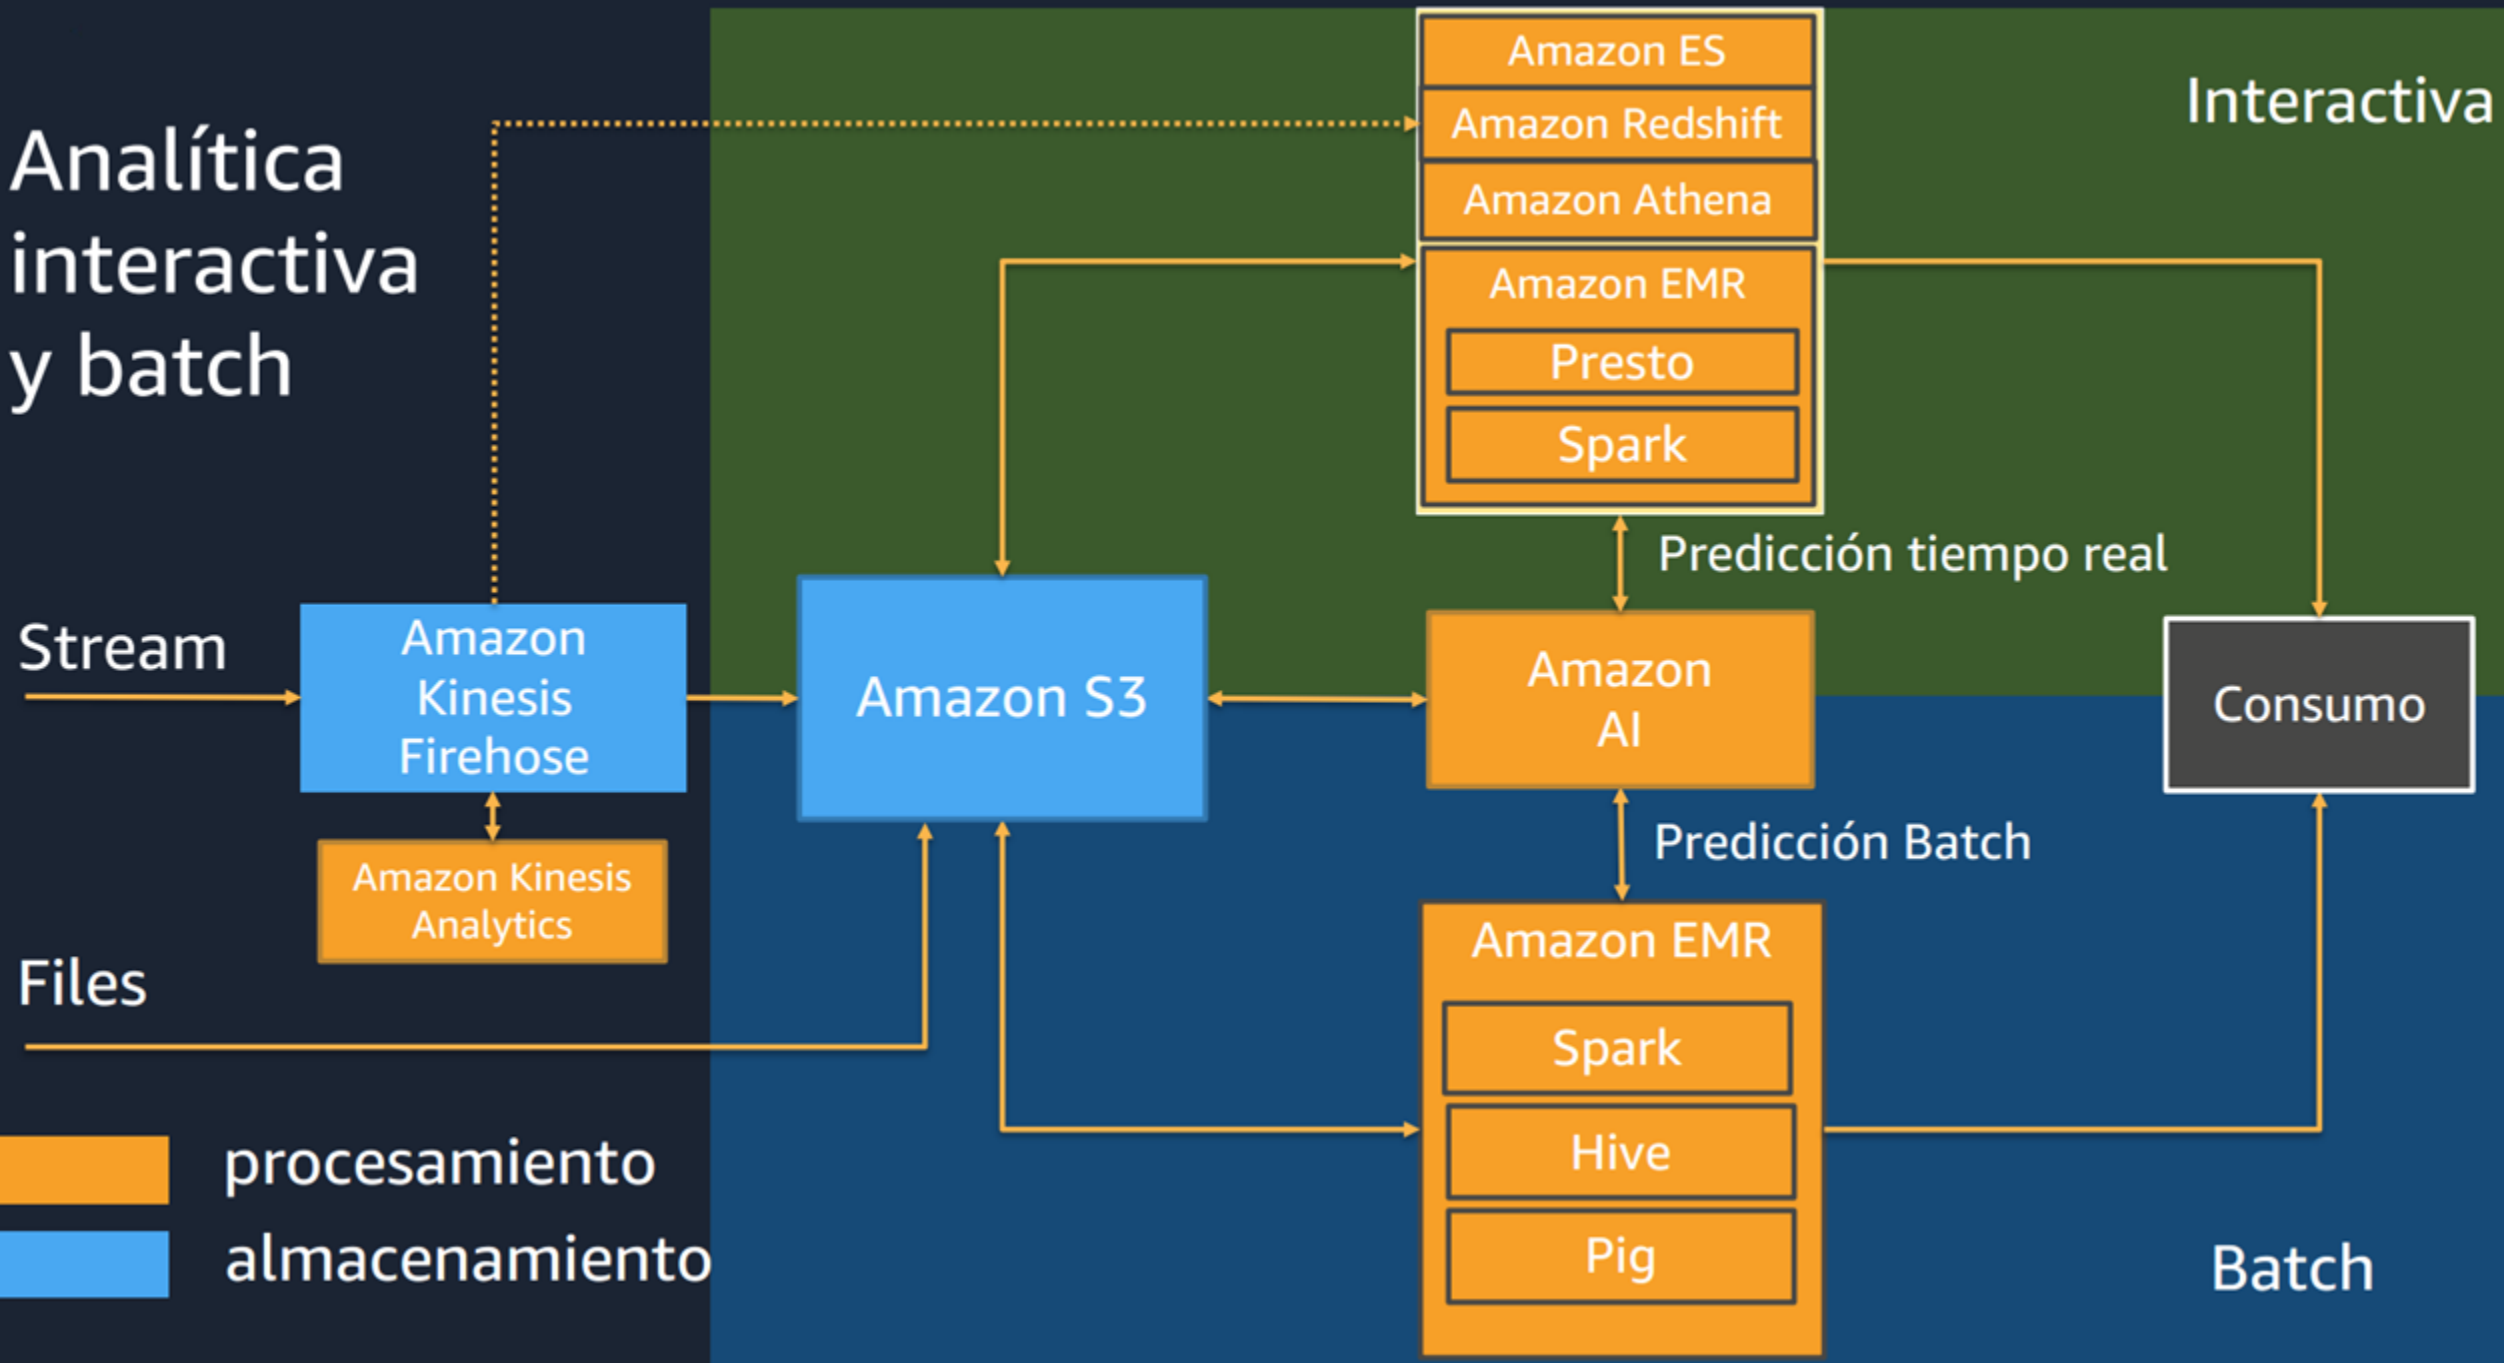 Analítica
interactiva
y batch
Stream
Amazon
Kinesis
Firehose
Amazon Kinesis
Analytics
Files
procesamiento
almacenamiento
Amazon S3
Amazon ES
Amazon Redshift
Amazon Athena
Amazon EMR
Presto
Spark
Interactiva
Predicción tiempo real
Amazon
AI
Consumo
Predicción Batch
Amazon EMR
Spark
Hive
Pig
Batch